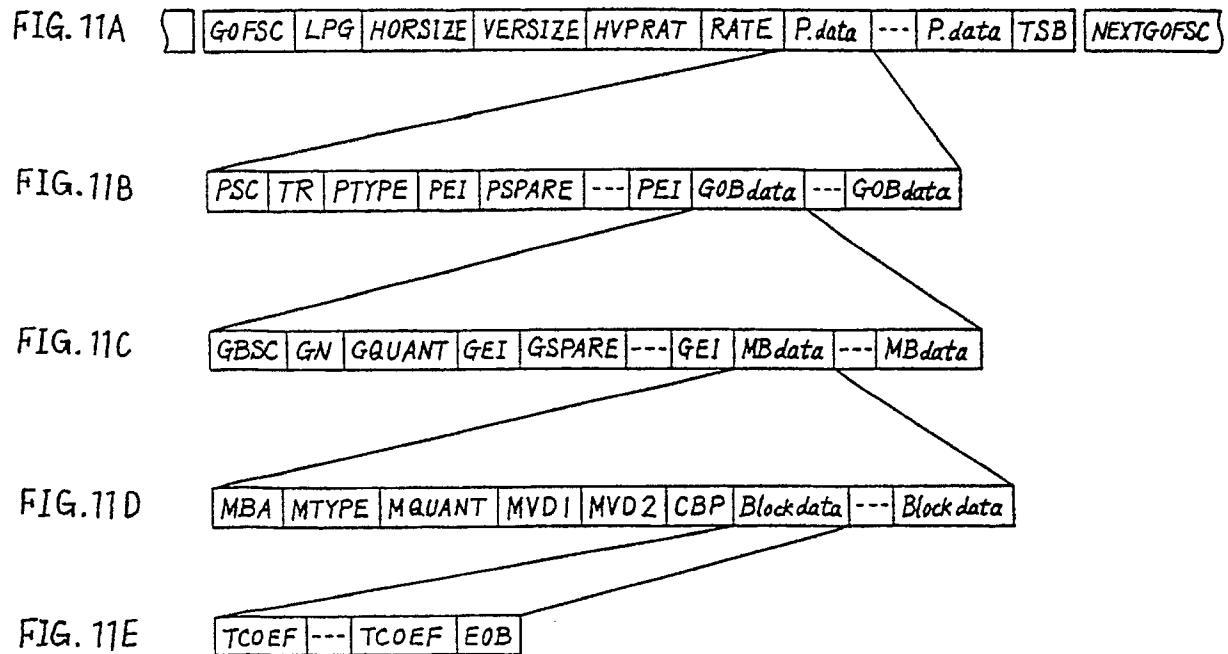 FIG. 11A GOFSC LPG HORSIZE VERSIZE HVPRAT RATE P.data --- P.data TSB NEXTGOFSC
FIG. 11B PSC TR PTYPE PEI PSPARE --- PEI GOBdata --- GOBdata
FIG. 11C GBSC GN GQUANT GEI GSPARE --- GEI MBdata --- MBdata
FIG. 11D MBA MTYPE MQUANT MVD1 MVD2 CBP Blockdata --- Blockdata
FIG. 11E TCOEF --- TCOEF EOB